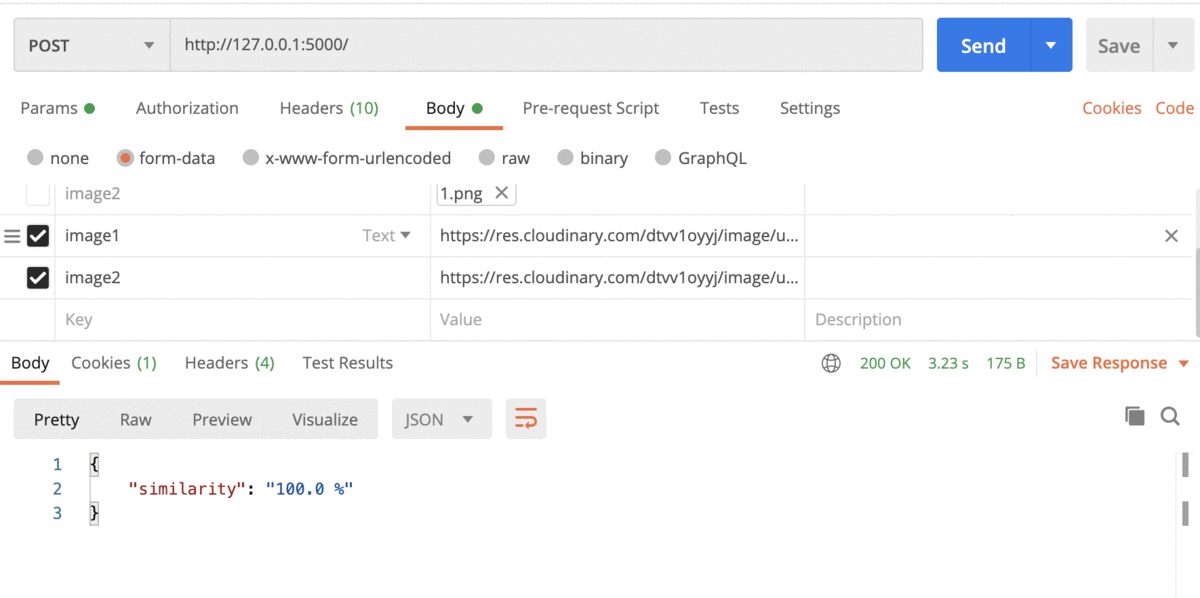 POST http://127.0.0.1:5000/ Send Save
Params Authorization Headers (10) Body Pre-request Script Tests Settings Cookies Code
none form-data x-www-form-urlencoded raw binary GraphQL
image2 1.png
image1 Text https://res.cloudinary.com/dtvv1oyyj/image/u...
image2 https://res.cloudinary.com/dtvv1oyyj/image/u...
Key Value Description
Body Cookies (1) Headers (4) Test Results 200 OK 3.23 s 175 B Save Response
Pretty Raw Preview Visualize JSON
1 {
2 "similarity": "100.0 %"
3 }